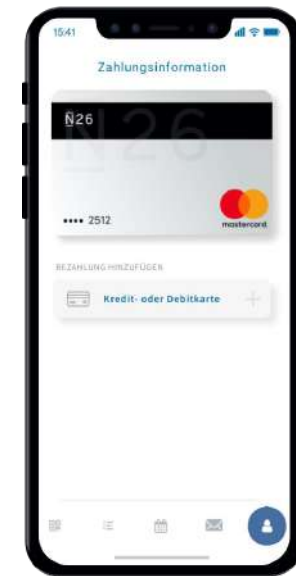 15:41
Zahlungsinformation
N26
N26
•••• 2512
mastercard
BEZAHLUNG HINZUFÜGEN
Kredit- oder Debitkarte